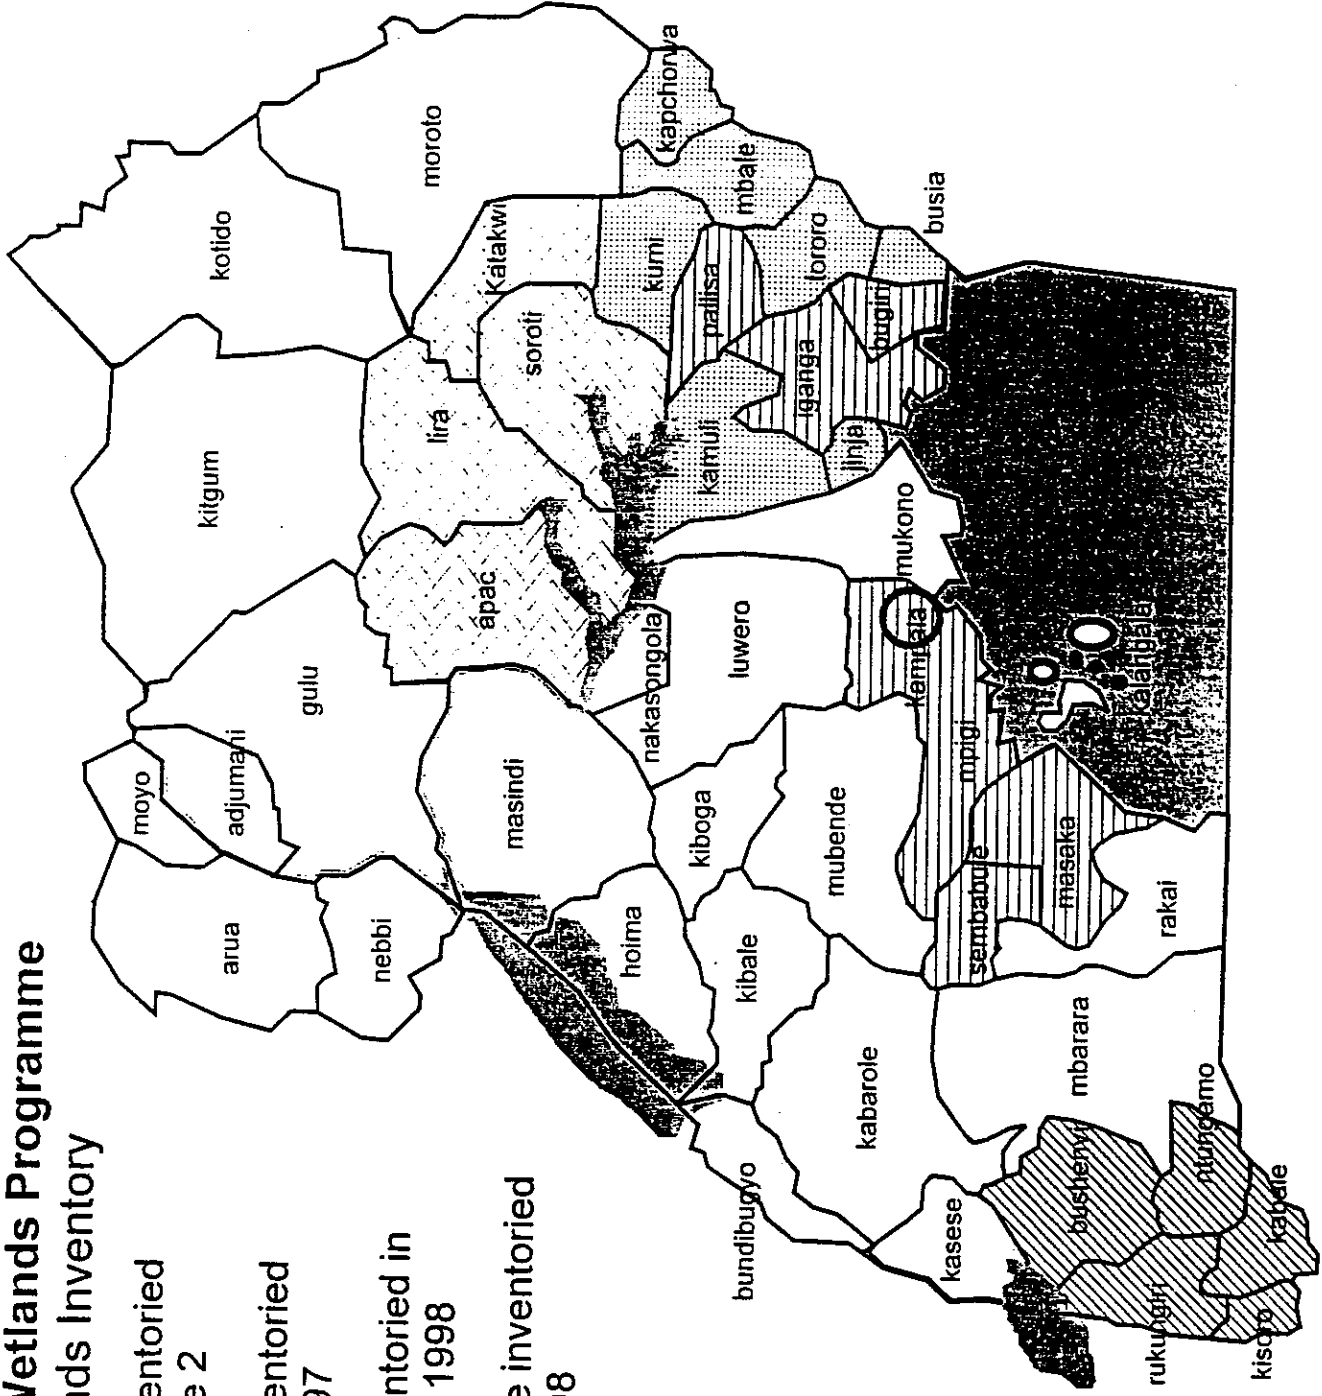 Wetlands Programme
nds Inventory
entoried
e 2
entoried
97
ntoried in
1998
e inventoried
98
moyo
arua
adjumani
nebbi
gulu
kitgum
kotido
moroto
apac
lira
soroti
Katakwi
kumi
kapchorwa
mbale
pallisa
tororo
busia
bugiri
Iganga
kamuli
jinja
mukono
kampala
mpigi
luwero
nakasongola
masindi
hoima
kiboga
kibale
mubende
kabarole
bundibugyo
kasese
sembabule
masaka
rakai
kalangala
mbarara
bushenyi
ntungamo
rukungiri
kabale
kisoro